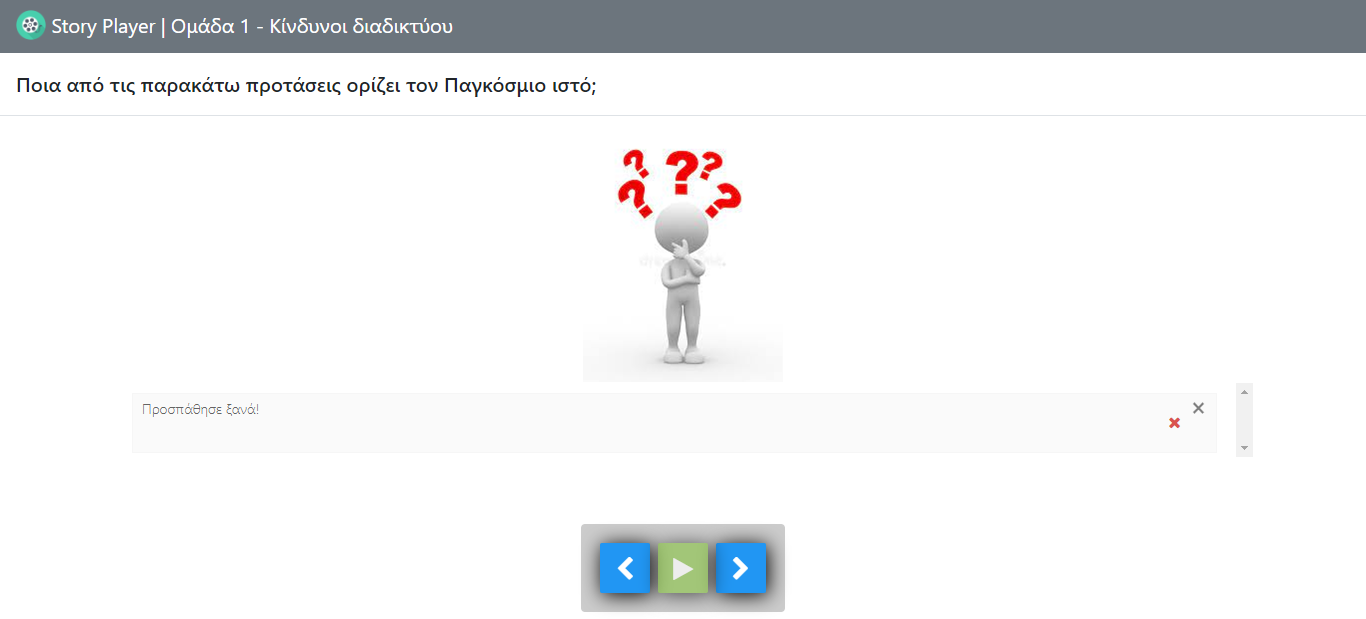 Story Player | Ομάδα 1 - Κίνδυνοι διαδικτύου
Ποια από τις παρακάτω προτάσεις ορίζει τον Παγκόσμιο ιστό;
? ? ? ? ?
Προσπάθησε ξανά!